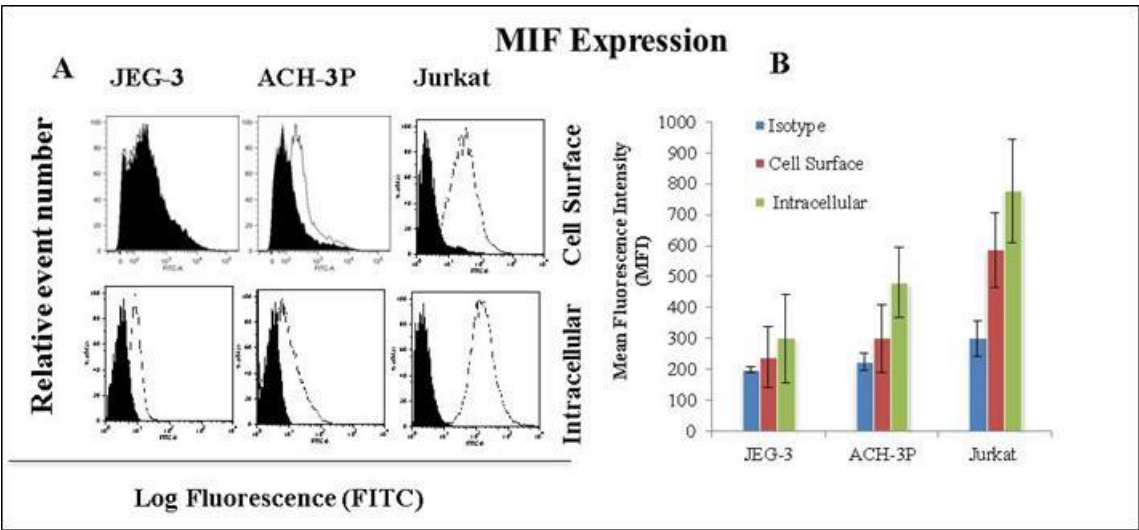 MIF Expression
A
JEG-3
ACH-3P
Jurkat
Relative event number
Cell Surface
Intracellular
Log Fluorescence (FITC)
B
Mean Fluorescence Intensity
(MFI)
1000
900
800
700
600
500
400
300
200
100
0
Isotype
Cell Surface
Intracellular
JEG-3
ACH-3P
Jurkat